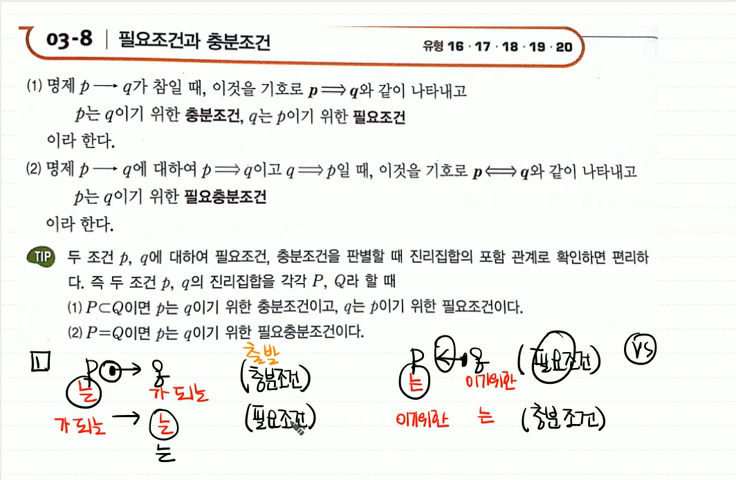 03-8 | 필요조건과 충분조건 유형 16 · 17 · 18 · 19 · 20
(1) 명제 p → q가 참일 때, 이것을 기호로 p ⟹ q와 같이 나타내고
p는 q이기 위한 충분조건, q는 p이기 위한 필요조건
이라 한다.
(2) 명제 p → q에 대하여 p ⟹ q이고 q ⟹ p일 때, 이것을 기호로 p ⟺ q와 같이 나타내고
p는 q이기 위한 필요충분조건
이라 한다.
TIP 두 조건 p, q에 대하여 필요조건, 충분조건을 판별할 때 진리집합의 포함 관계로 확인하면 편리하
다. 즉 두 조건 p, q의 진리집합을 각각 P, Q라 할 때
(1) P⊂Q이면 p는 q이기 위한 충분조건이고, q는 p이기 위한 필요조건이다.
(2) P=Q이면 p는 q이기 위한 필요충분조건이다.
출발
1 P → q (충분조건) P ← q (필요조건) VS
는 가 되는 는 이기위한
가 되는 → 는 (필요조건) 이기위한 는 (충분조건)
는